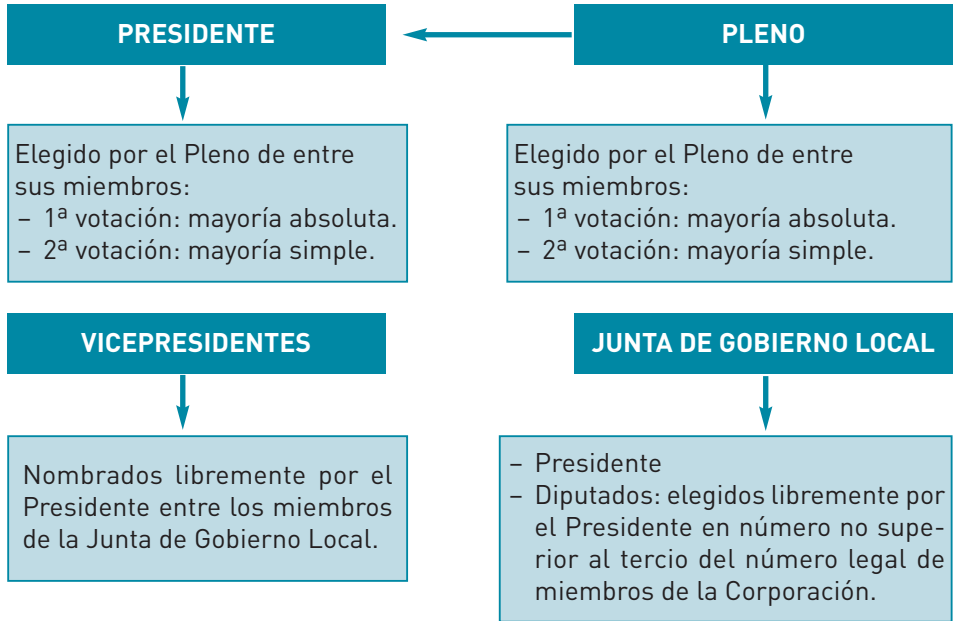 PRESIDENTE
PLENO
Elegido por el Pleno de entre
sus miembros:
– 1ª votación: mayoría absoluta.
– 2ª votación: mayoría simple.
Elegido por el Pleno de entre
sus miembros:
– 1ª votación: mayoría absoluta.
– 2ª votación: mayoría simple.
VICEPRESIDENTES
JUNTA DE GOBIERNO LOCAL
Nombrados libremente por el
Presidente entre los miembros
de la Junta de Gobierno Local.
– Presidente
– Diputados: elegidos libremente por
el Presidente en número no supe-
rior al tercio del número legal de
miembros de la Corporación.